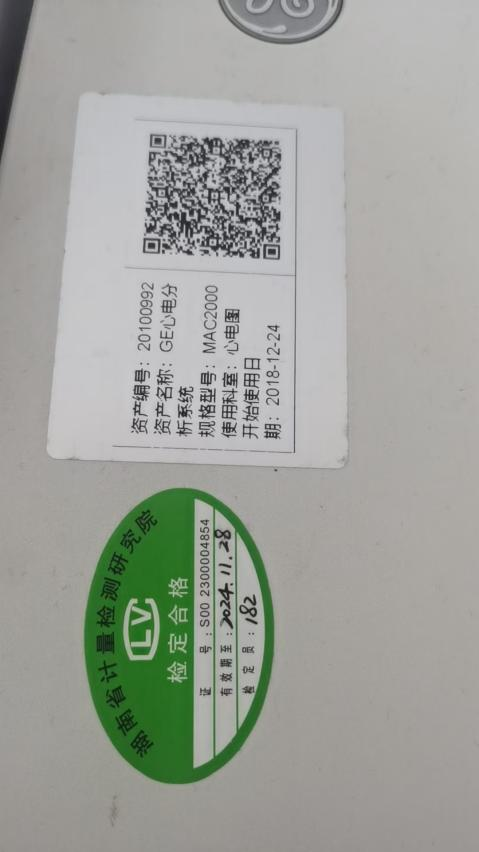 资产编号：20100992
资产名称：GE心电分
析系统
规格型号：MAC2000
使用科室：心电图
开始使用日
期：2018-12-24
湖南省计量检测研究院
LV
检定合格
证 号：S00 2300004854
有效期至：2024.11.28
检 定 员：182